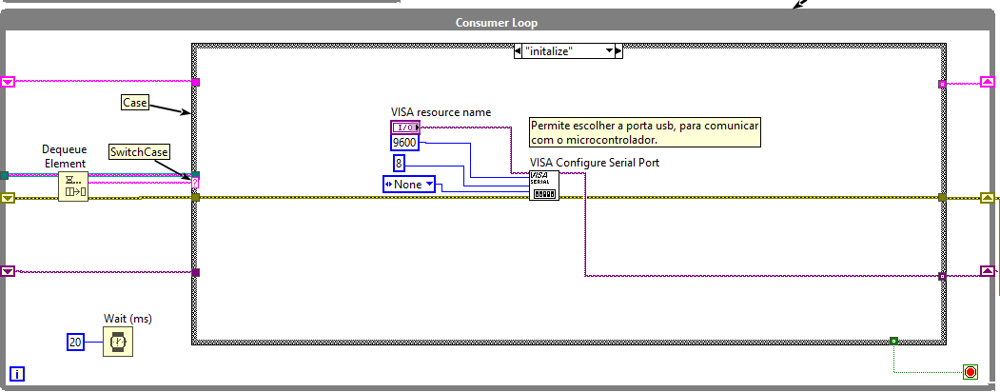 Consumer Loop
"initalize"
Case
VISA resource name
I/O
Permite escolher a porta usb, para comunicar
com o microcontrolador.
9600
Dequeue
Element
SwitchCase
?
8
VISA Configure Serial Port
VISA
SERIAL
None
Wait (ms)
20
i